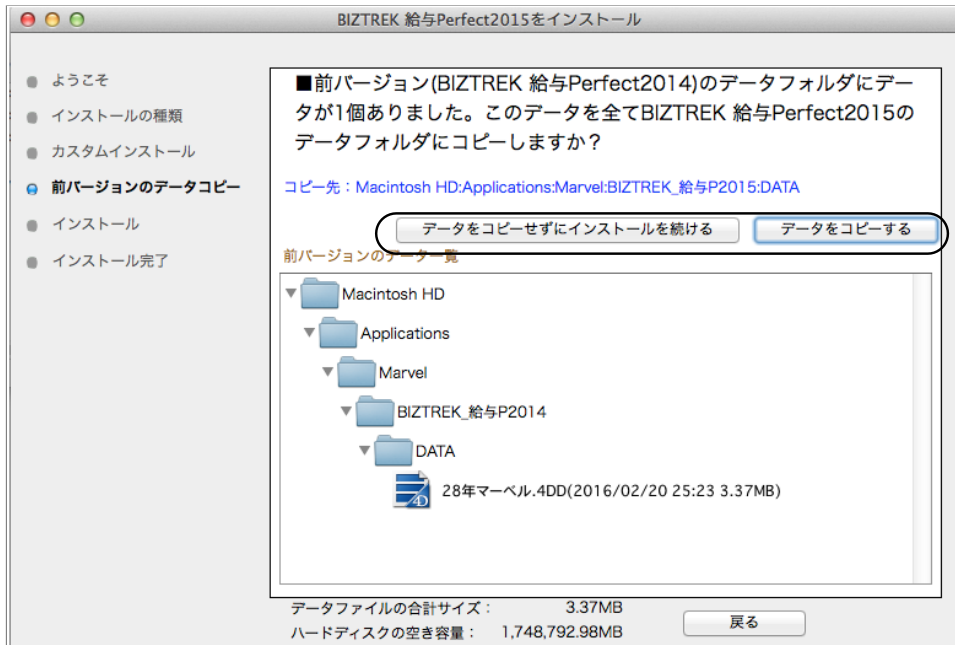 BIZTREK 給与Perfect2015をインストール
ようこそ
インストールの種類
カスタムインストール
前バージョンのデータコピー
インストール
インストール完了
■前バージョン(BIZTREK 給与Perfect2014)のデータフォルダにデー
タが1個ありました。このデータを全てBIZTREK 給与Perfect2015の
データフォルダにコピーしますか？
コピー先：Macintosh HD:Applications:Marvel:BIZTREK_給与P2015:DATA
データをコピーせずにインストールを続ける
データをコピーする
前バージョンのデータ一覧
Macintosh HD
Applications
Marvel
BIZTREK_給与P2014
DATA
4D
28年マーベル.4DD(2016/02/20 25:23 3.37MB)
データファイルの合計サイズ： 3.37MB
ハードディスクの空き容量： 1,748,792.98MB
戻る